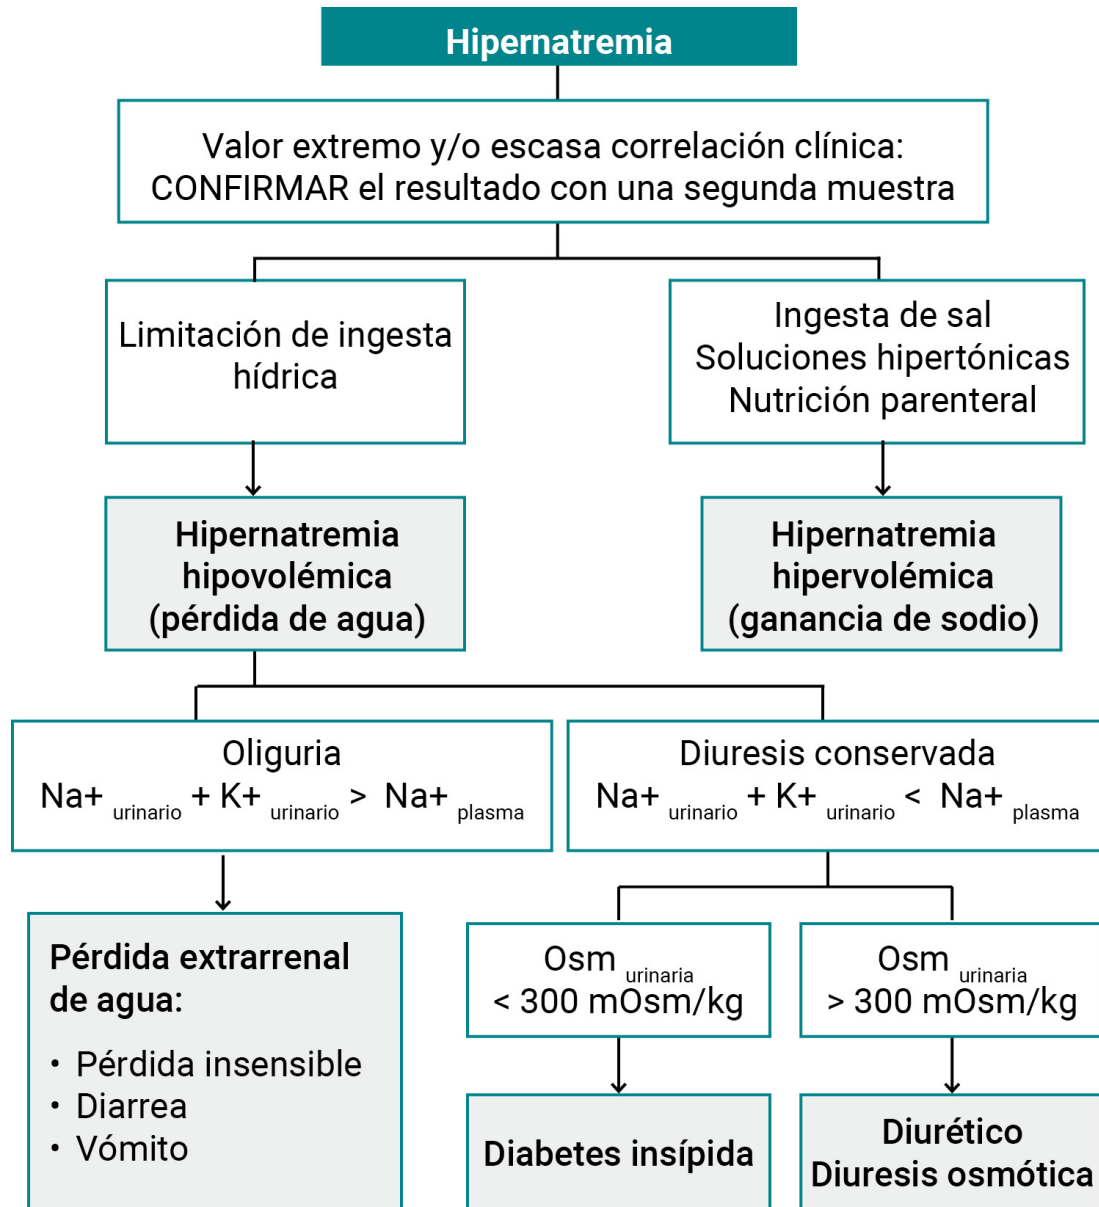 Hipernatremia
Valor extremo y/o escasa correlación clínica:
CONFIRMAR el resultado con una segunda muestra
Limitación de ingesta
hídrica
Ingesta de sal
Soluciones hipertónicas
Nutrición parenteral
Hipernatremia
hipovolémica
(pérdida de agua)
Hipernatremia
hipervolémica
(ganancia de sodio)
Oliguria
Na+ urinario + K+ urinario > Na+ plasma
Diuresis conservada
Na+ urinario + K+ urinario < Na+ plasma
Pérdida extrarrenal
de agua:
• Pérdida insensible
• Diarrea
• Vómito
Osm urinaria
< 300 mOsm/kg
Osm urinaria
> 300 mOsm/kg
Diabetes insípida
Diurético
Diuresis osmótica